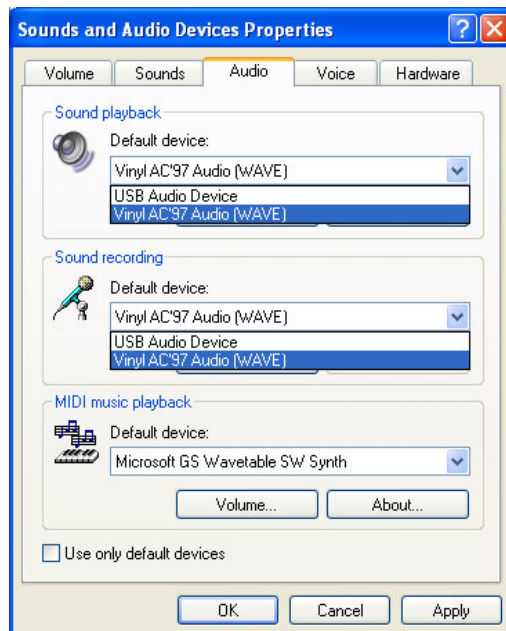 Sounds and Audio Devices Properties
Volume Sounds Audio Voice Hardware
Sound playback
Default device:
Vinyl AC'97 Audio (WAVE)
USB Audio Device
Vinyl AC'97 Audio (WAVE)
Sound recording
Default device:
Vinyl AC'97 Audio (WAVE)
USB Audio Device
Vinyl AC'97 Audio (WAVE)
MIDI music playback
Default device:
Microsoft GS Wavetable SW Synth
Volume... About...
Use only default devices
OK Cancel Apply